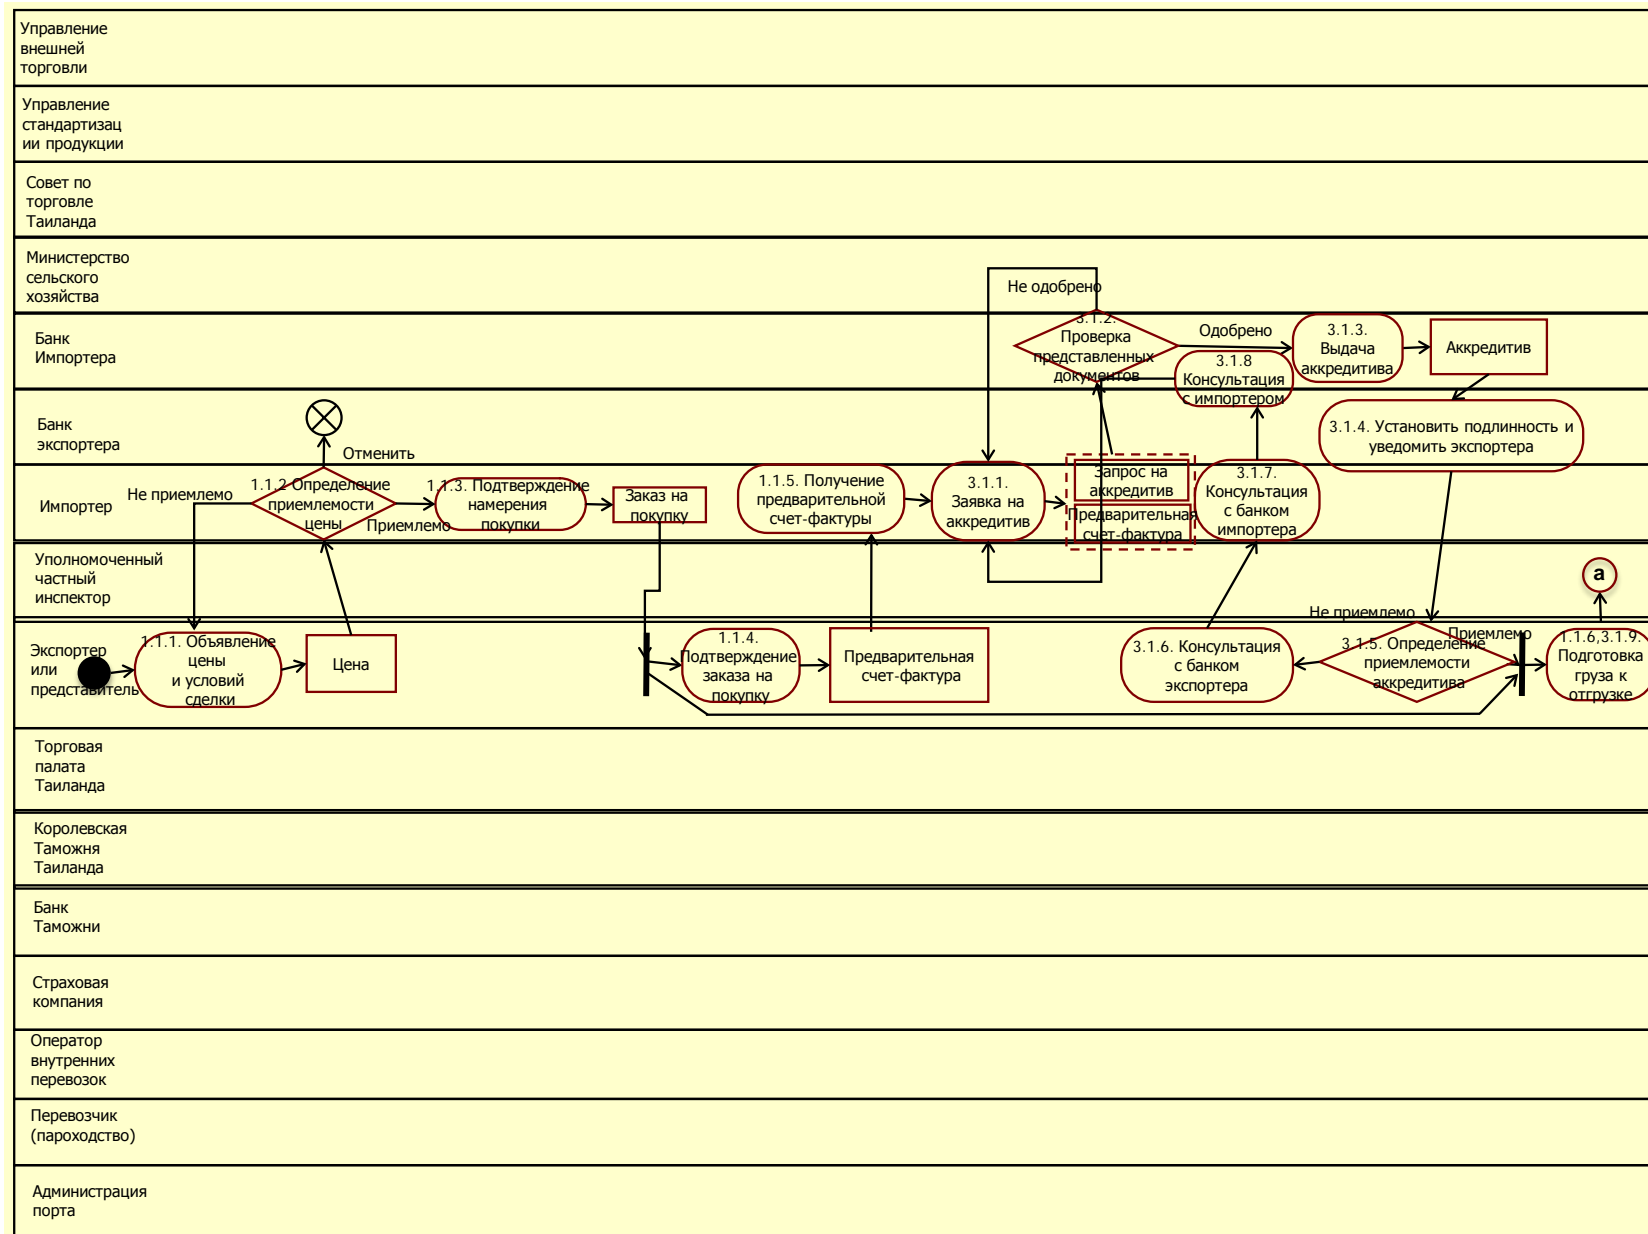 Управление
внешней
торговли
Управление
стандартизац
ии продукции
Совет по
торговле
Таиланда
Министерство
сельского
хозяйства
Не одобрено
Банк
Импортера
3.1.2.
Проверка
представленных
документов
Одобрено
3.1.3.
Выдача
аккредитива
Аккредитив
3.1.8
Консультация
с импортером
Банк
экспортера
Отменить
3.1.4. Установить подлинность и
уведомить экспортера
Импортер
Не приемлемо
1.1.2 Определение
приемлемости
цены
Приемлемо
1.1.3. Подтверждение
намерения
покупки
Заказ на
покупку
1.1.5. Получение
предварительной
счет-фактуры
3.1.1.
Заявка на
аккредитив
Запрос на
аккредитив
Предварительная
счет-фактура
3.1.7.
Консультация
с банком
импортера
Уполномоченный
частный
инспектор
а
Экспортер
или
представитель
1.1.1. Объявление
цены
и условий
сделки
Цена
1.1.4.
Подтверждение
заказа на
покупку
Предварительная
счет-фактура
3.1.6. Консультация
с банком
экспортера
Не приемлемо
3.1.5. Определение
приемлемости
аккредитива
Приемлемо
1.1.6,3.1.9.
Подготовка
груза к
отгрузке
Торговая
палата
Таиланда
Королевская
Таможня
Таиланда
Банк
Таможни
Страховая
компания
Оператор
внутренних
перевозок
Перевозчик
(пароходство)
Администрация
порта